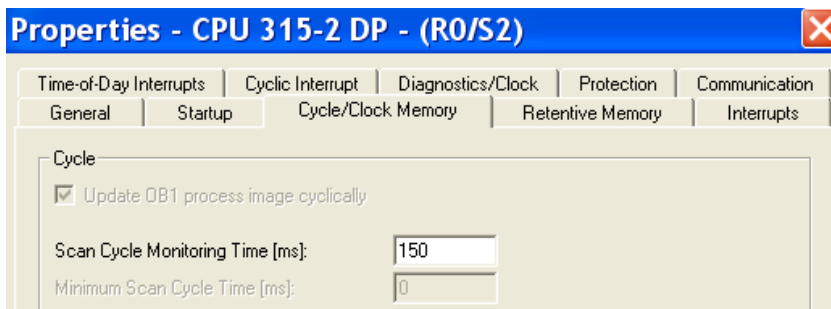 Properties - CPU 315-2 DP - (R0/S2)
Time-of-Day Interrupts Cyclic Interrupt Diagnostics/Clock Protection Communication
General Startup Cycle/Clock Memory Retentive Memory Interrupts
Cycle
Update OB1 process image cyclically
Scan Cycle Monitoring Time [ms]: 150
Minimum Scan Cycle Time [ms]: 0